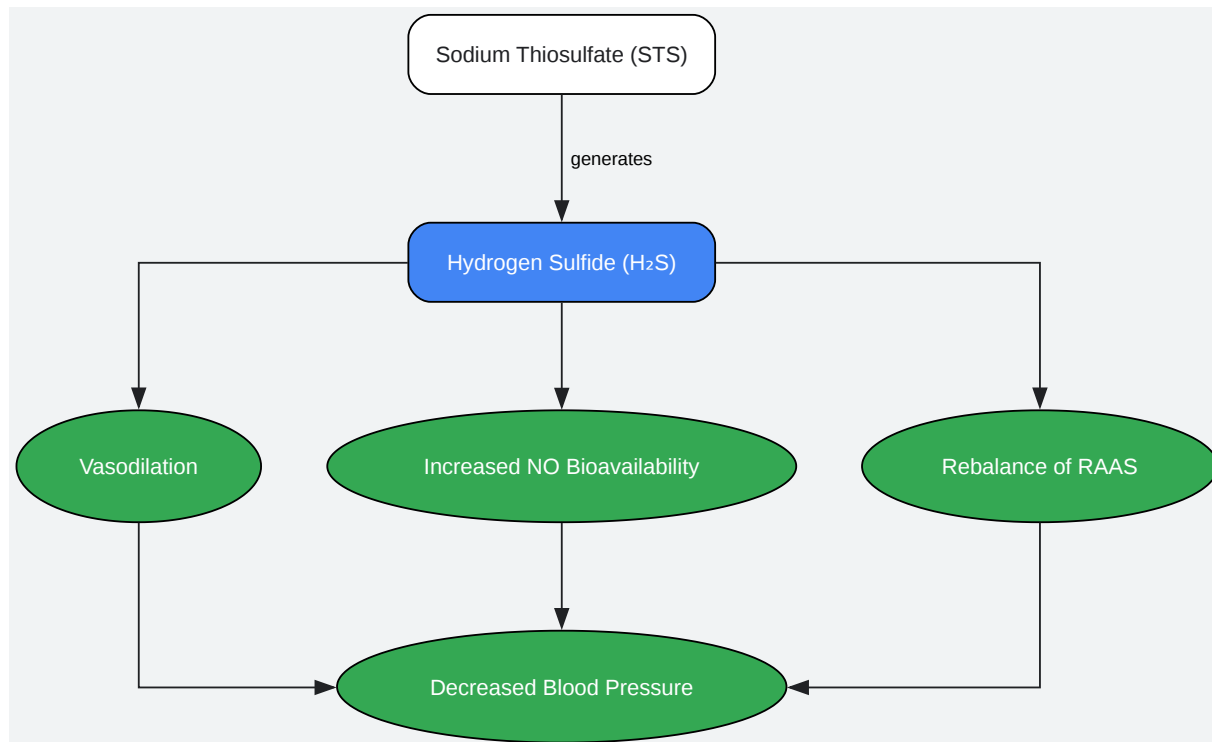 Sodium Thiosulfate (STS)
generates
Hydrogen Sulfide (H₂S)
Vasodilation
Increased NO Bioavailability
Rebalance of RAAS
Decreased Blood Pressure